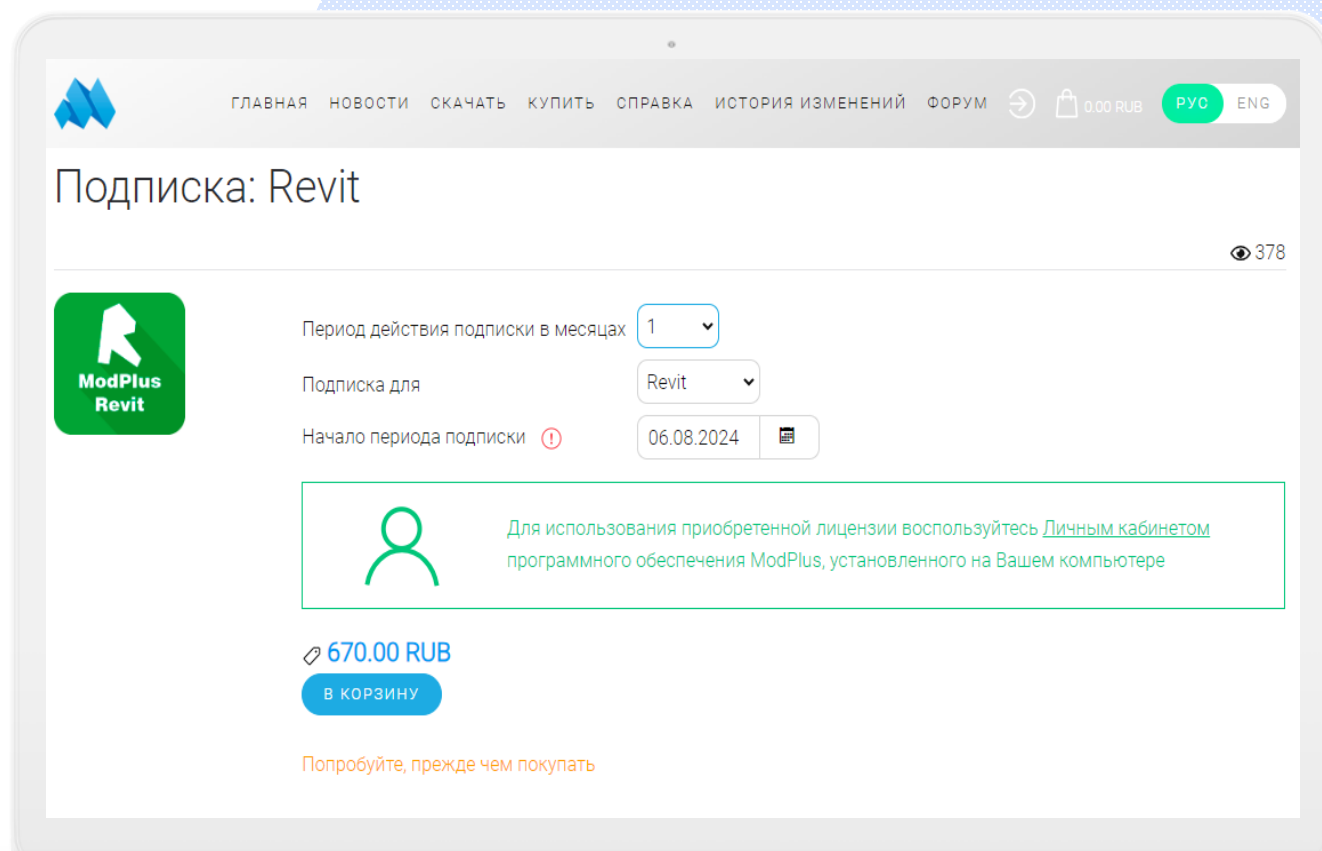 ГЛАВНАЯ НОВОСТИ СКАЧАТЬ КУПИТЬ СПРАВКА ИСТОРИЯ ИЗМЕНЕНИЙ ФОРУМ 0.00 RUB РУС ENG
Подписка: Revit
378
ModPlus
Revit
Период действия подписки в месяцах 1
Подписка для Revit
Начало периода подписки 06.08.2024
Для использования приобретенной лицензии воспользуйтесь Личным кабинетом
программного обеспечения ModPlus, установленного на Вашем компьютере
670.00 RUB
В КОРЗИНУ
Попробуйте, прежде чем покупать